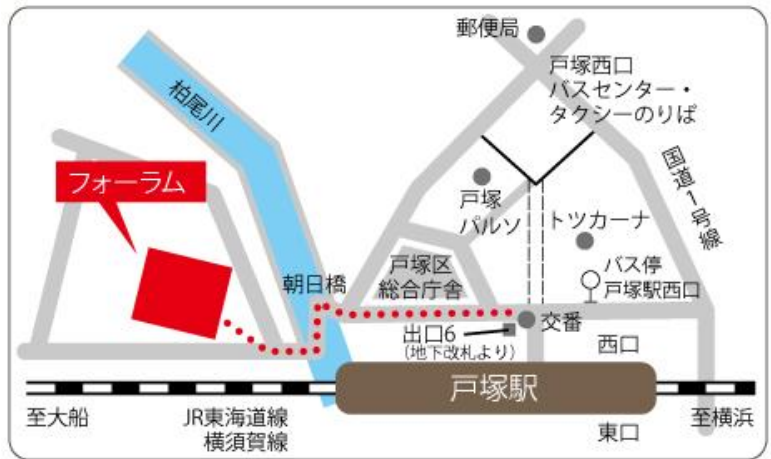 郵便局
戸塚西口
バスセンター・
タクシーのりば
柏尾川
国道1号線
フォーラム
戸塚
パルソ
トツカーナ
戸塚区
総合庁舎
バス停
戸塚駅西口
朝日橋
交番
出口6
(地下改札より)
西口
戸塚駅
至大船
JR東海道線
横須賀線
東口
至横浜